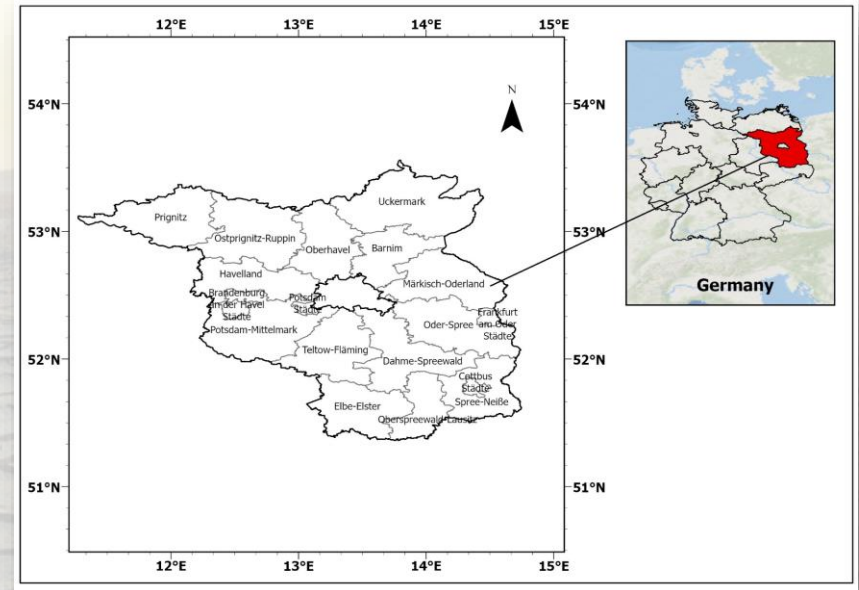 12°E 13°E 14°E 15°E
54°N 54°N
N
Uckermark
Prignitz
53°N 53°N
Ostprignitz-Ruppin
Oberhavel
Barnim
Havelland
Märkisch-Oderland
Brandenburg
an der Havel
Städte
Potsdam
Städte
Frankfurt
am Oder
Städte
Oder-Spree
Potsdam-Mittelmark
Teltow-Fläming
52°N 52°N
Dahme-Spreewald
Cottbus
Städte
Spree-Neiße
Elbe-Elster
Oberspreewald-Lausitz
51°N 51°N
12°E 13°E 14°E 15°E
Germany